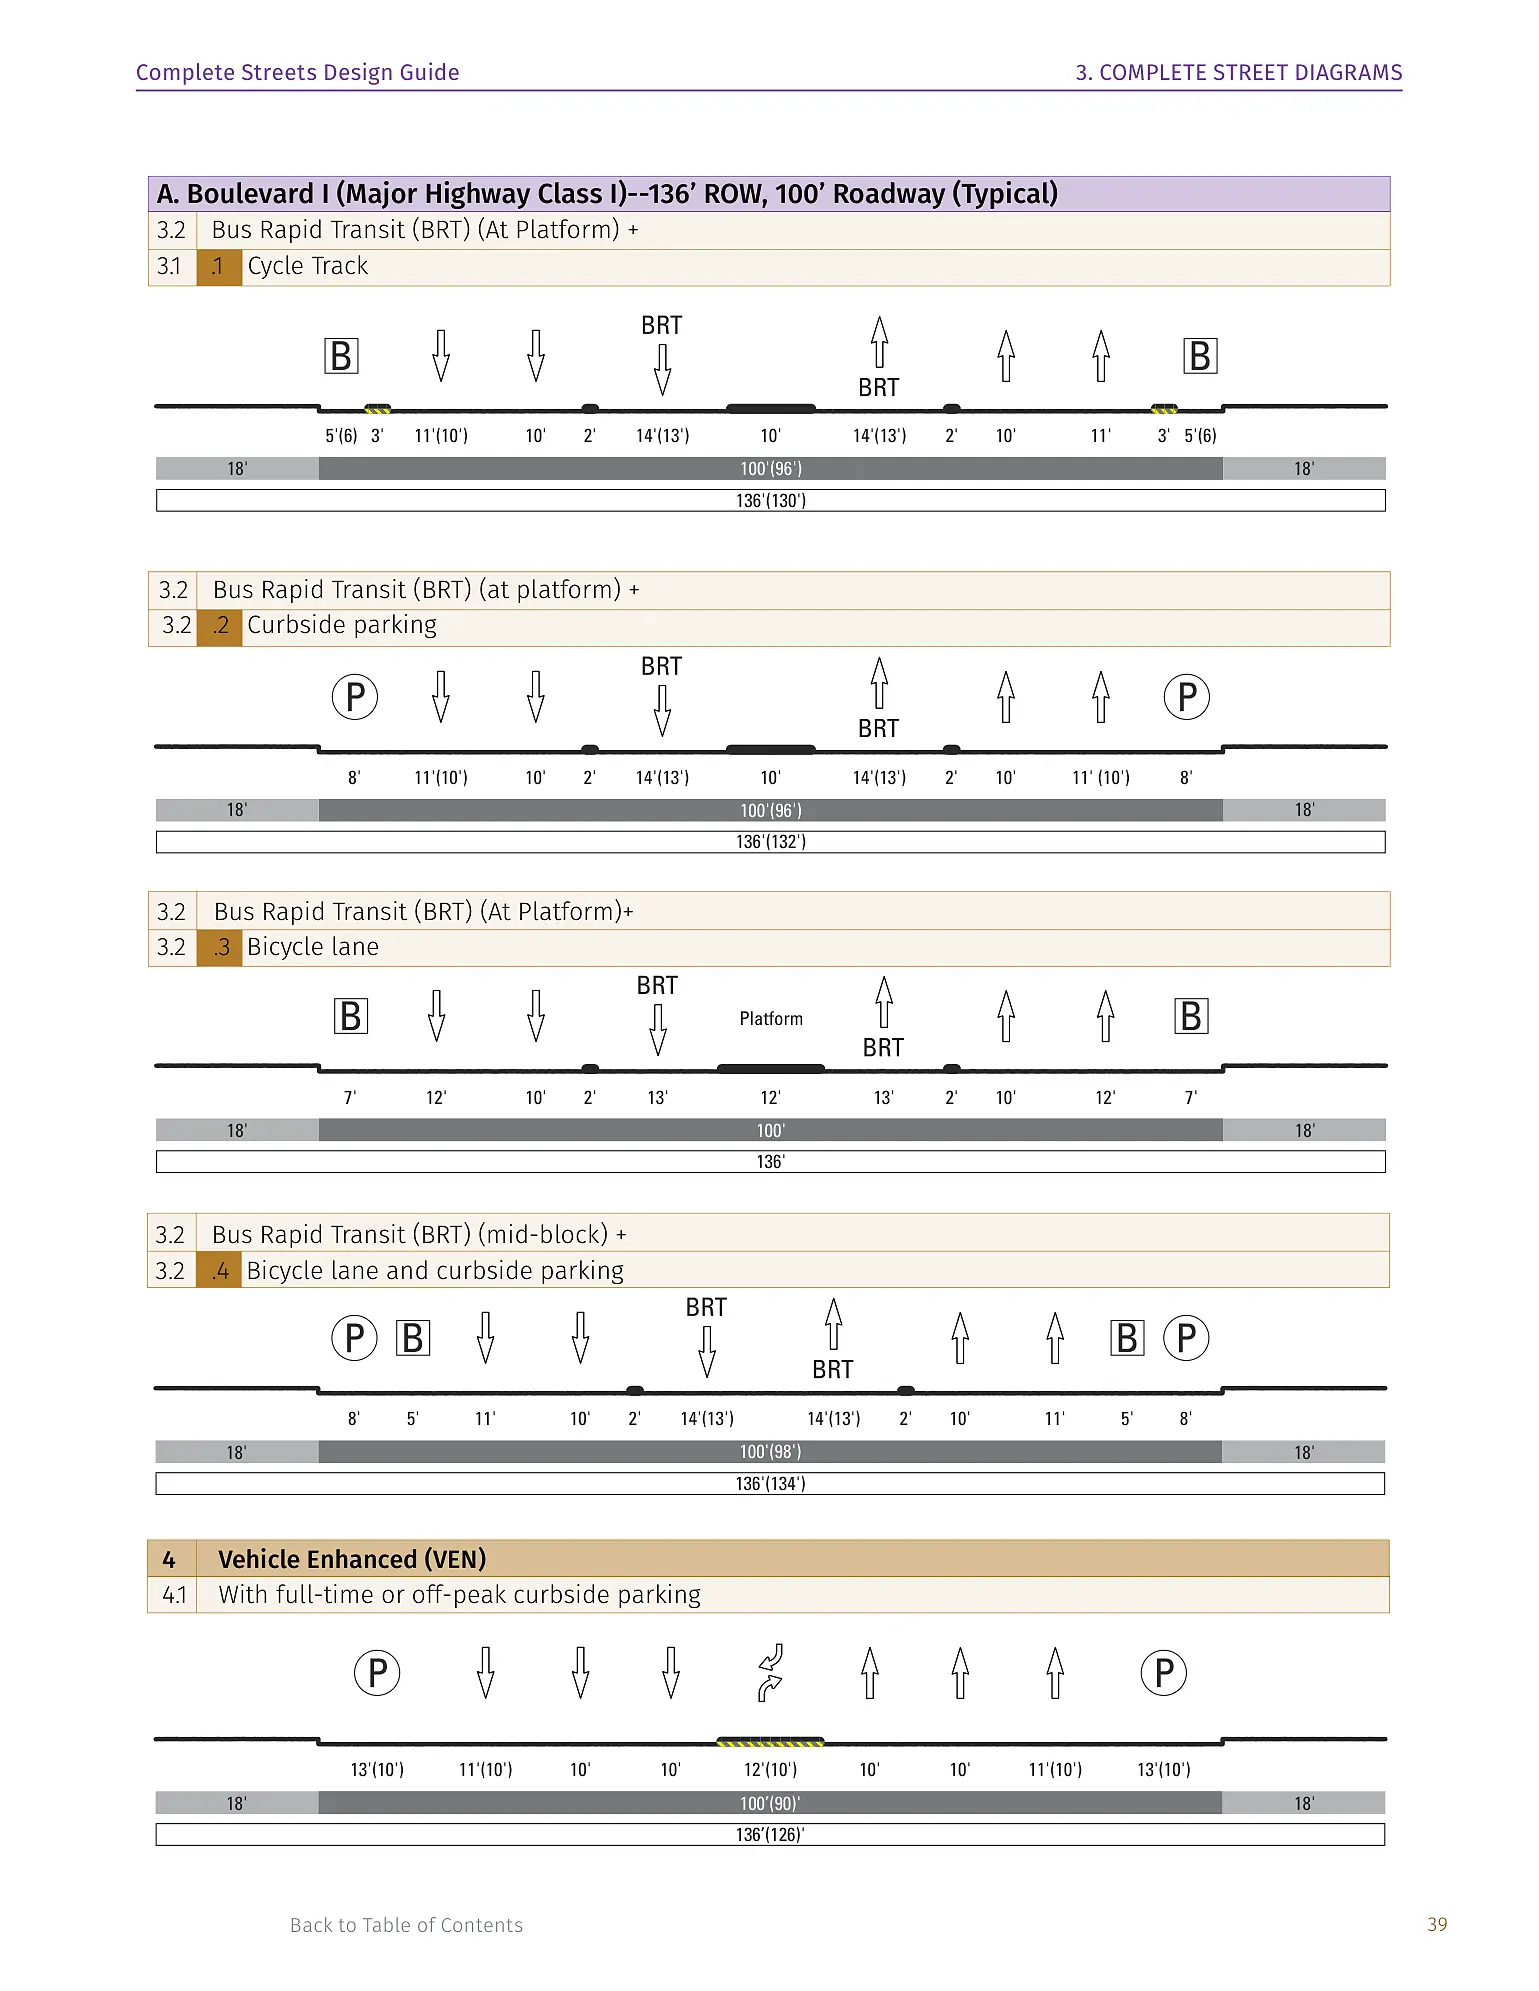 Complete Streets Design Guide 3. COMPLETE STREET DIAGRAMS
A. Boulevard I (Major Highway Class I)--136’ ROW, 100’ Roadway (Typical)
3.2 Bus Rapid Transit (BRT) (At Platform) +
3.1 .1 Cycle Track
BRT
B B
BRT
5'(6) 3' 11'(10') 10' 2' 14'(13') 10' 14'(13') 2' 10' 11' 3' 5'(6)
18' 100'(96') 18'
136'(130')
3.2 Bus Rapid Transit (BRT) (at platform) +
3.2 .2 Curbside parking
BRT
P P
BRT
8' 11'(10') 10' 2' 14'(13') 10' 14'(13') 2' 10' 11' (10') 8'
18' 100'(96') 18'
136'(132')
3.2 Bus Rapid Transit (BRT) (At Platform)+
3.2 .3 Bicycle lane
BRT
B Platform B
BRT
7' 12' 10' 2' 13' 12' 13' 2' 10' 12' 7'
18' 100' 18'
136'
3.2 Bus Rapid Transit (BRT) (mid-block) +
3.2 .4 Bicycle lane and curbside parking
BRT
P B B P
BRT
8' 5' 11' 10' 2' 14'(13') 14'(13') 2' 10' 11' 5' 8'
18' 100'(98') 18'
136'(134')
4 Vehicle Enhanced (VEN)
4.1 With full-time or off-peak curbside parking
P P
13'(10') 11'(10') 10' 10' 12'(10') 10' 10' 11'(10') 13'(10')
18' 100’(90)' 18'
136’(126)'
Back to Table of Contents 39